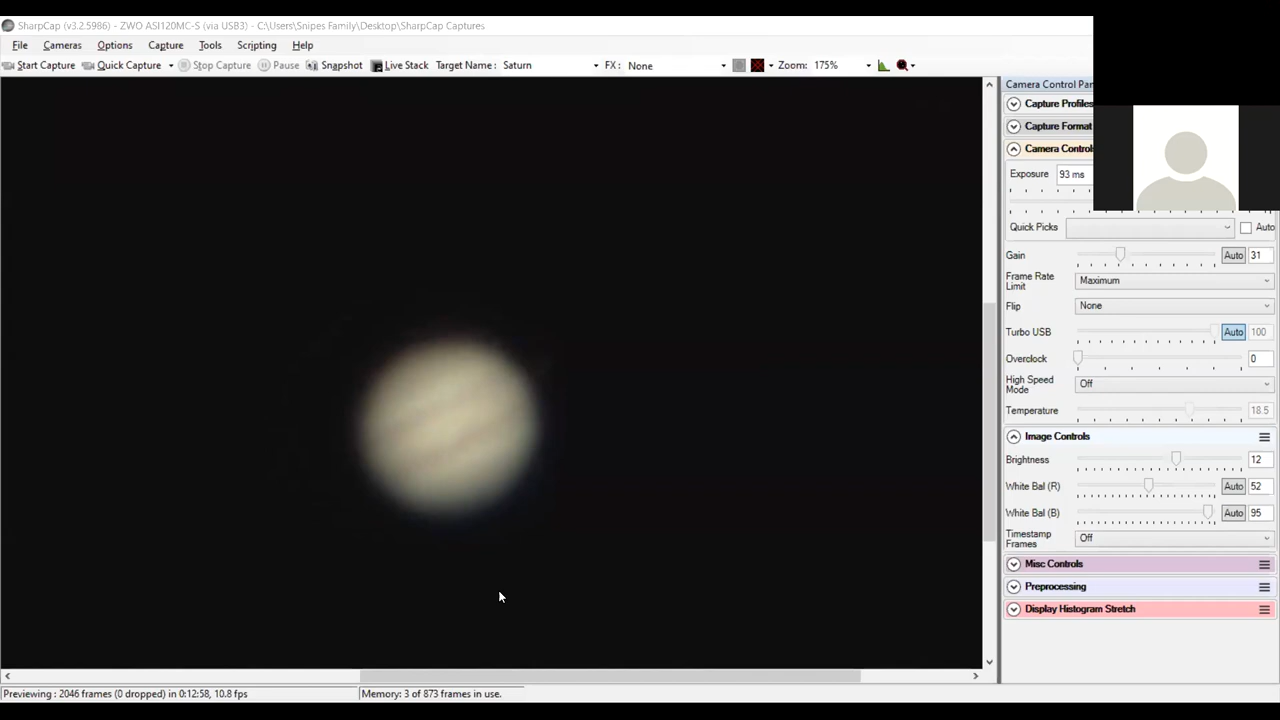 SharpCap (v3.2.5986) - ZWO ASI120MC-S (via USB3) - C:\Users\Snipes Family\Desktop\SharpCap Captures
File Cameras Options Capture Tools Scripting Help
Start Capture Quick Capture Stop Capture Pause Snapshot Live Stack Target Name : Saturn FX: None Zoom: 175%
Camera Control Pan
Capture Profiles
Capture Format
Camera Controls
Exposure 93 ms
Quick Picks Auto
Gain Auto 31
Frame Rate Limit Maximum
Flip None
Turbo USB Auto 100
Overclock 0
High Speed Mode Off
Temperature 18.5
Image Controls
Brightness 12
White Bal (R) Auto 52
White Bal (B) Auto 95
Timestamp Frames Off
Misc Controls
Preprocessing
Display Histogram Stretch
Previewing : 2046 frames (0 dropped) in 0:12:58, 10.8 fps Memory: 3 of 873 frames in use.